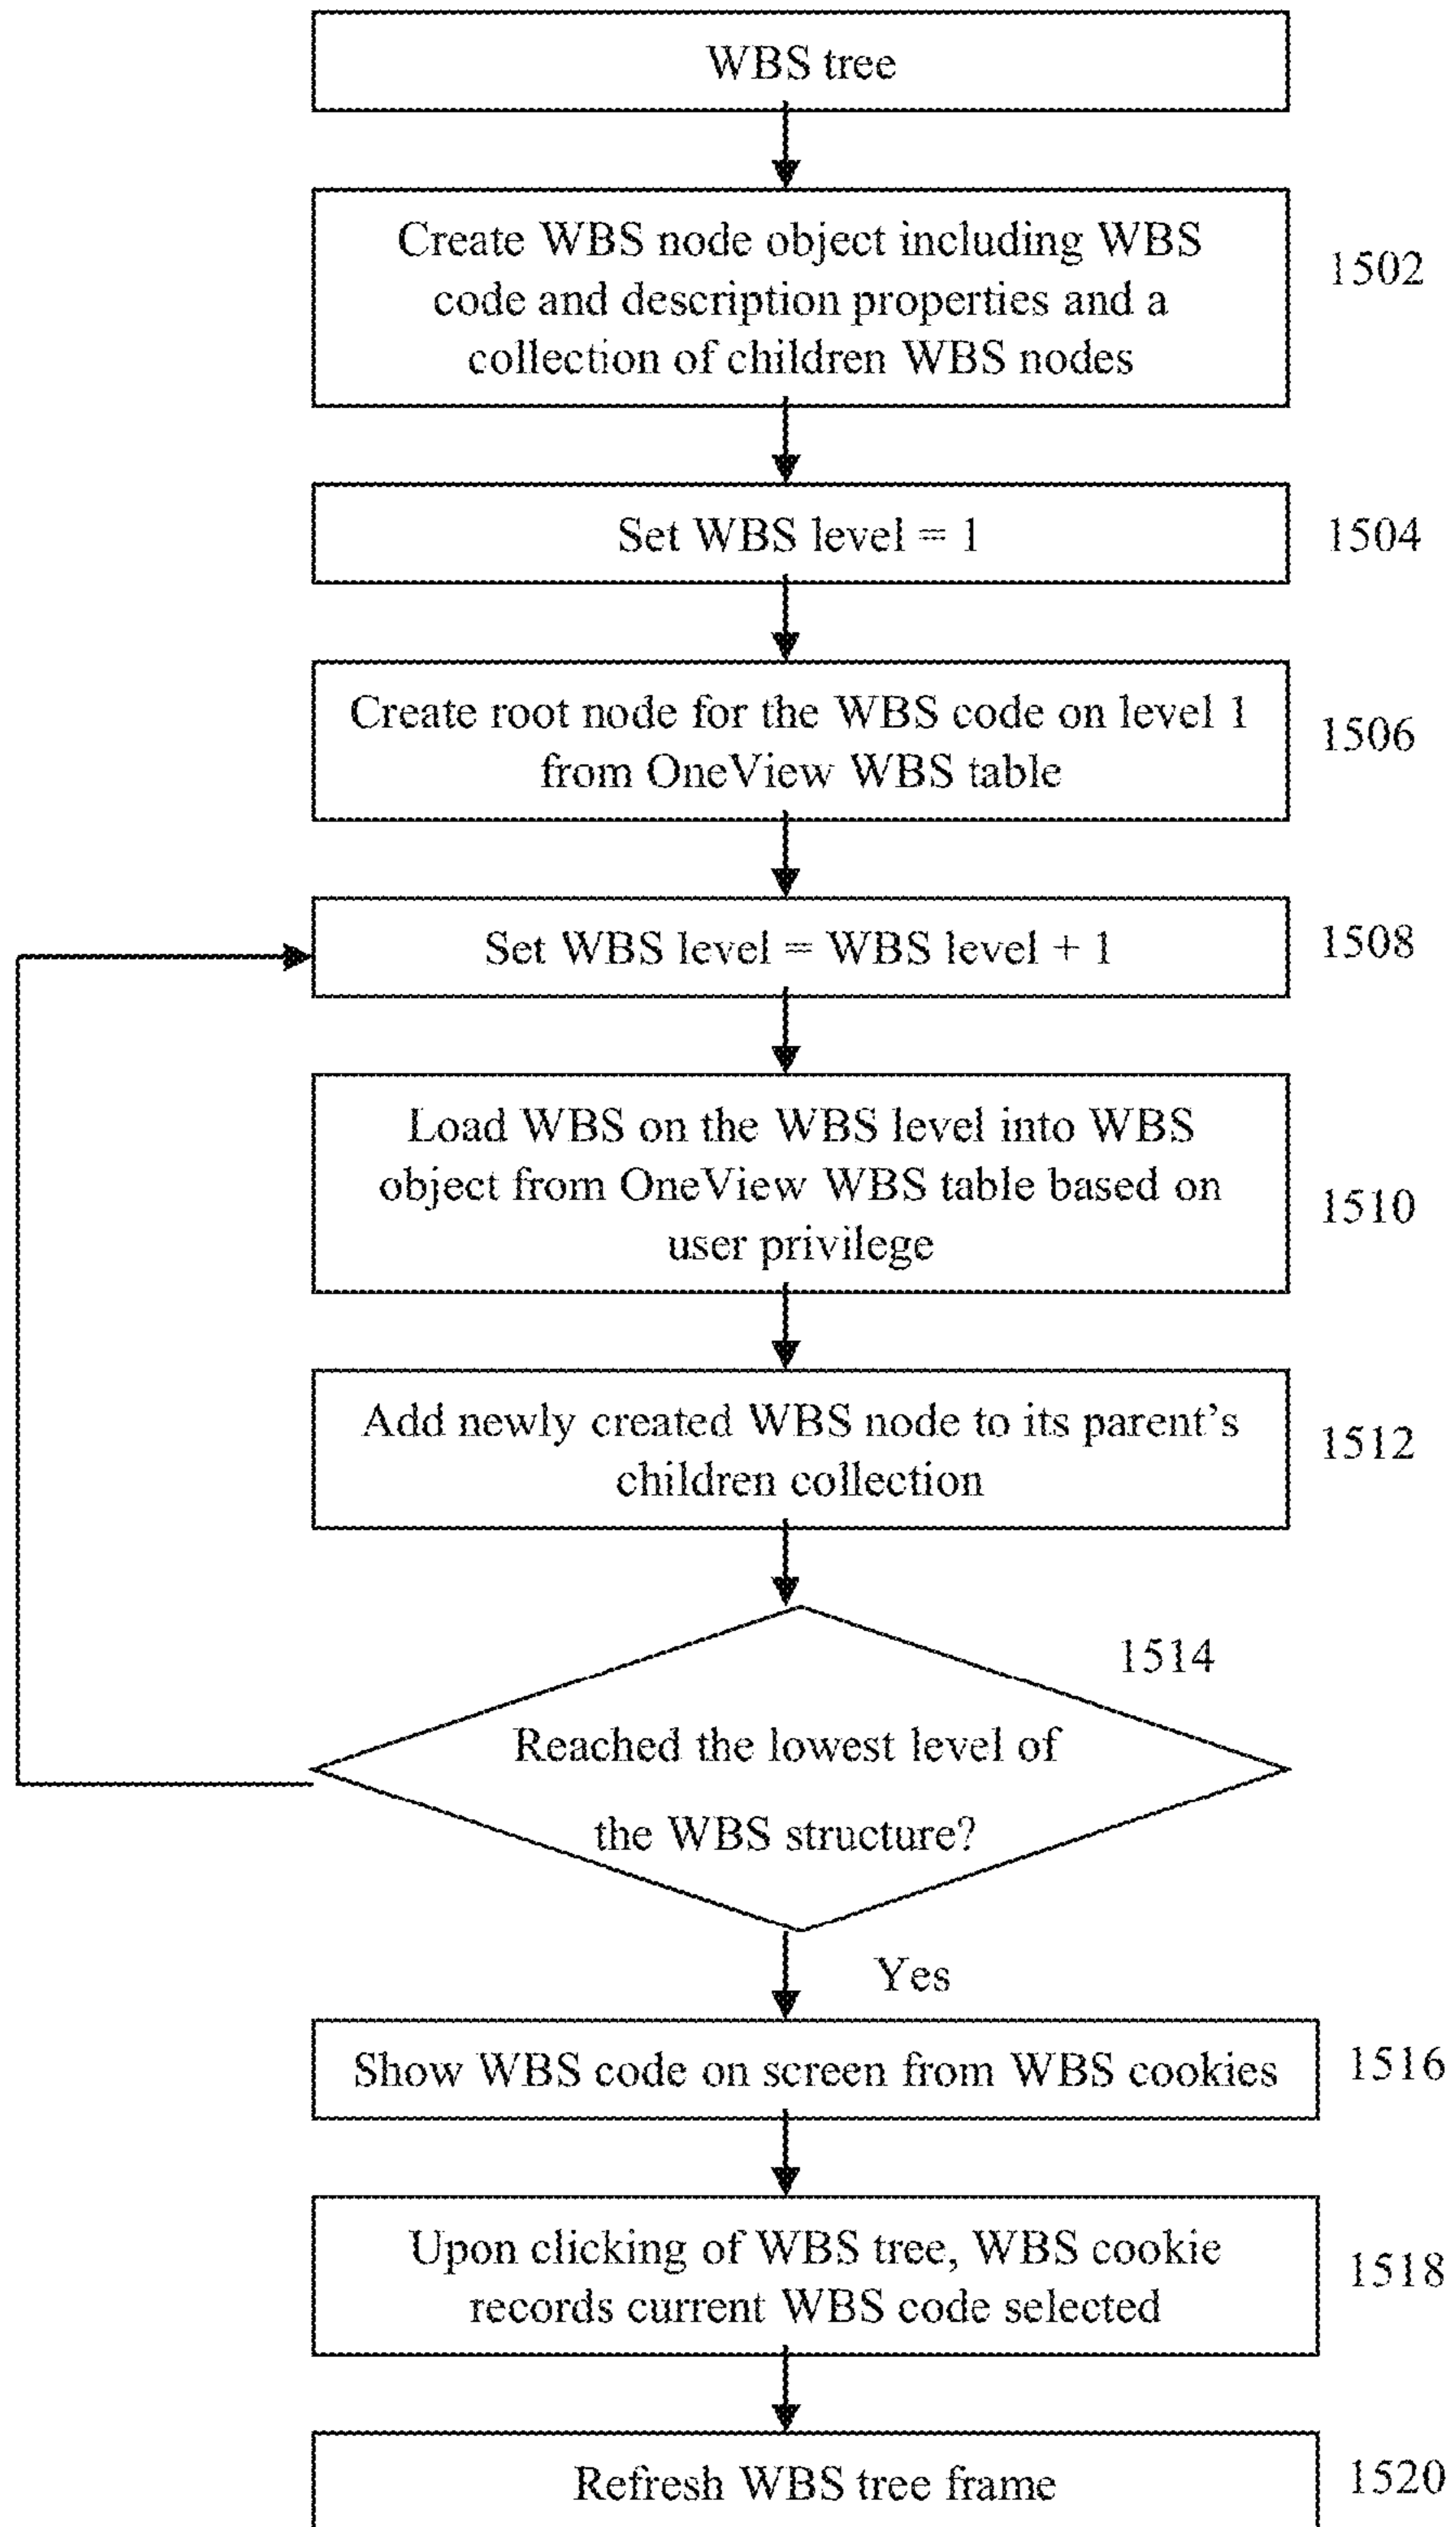 WBS tree
Create WBS node object including WBS
code and description properties and a
collection of children WBS nodes
1502
Set WBS level = 1
1504
Create root node for the WBS code on level 1
from OneView WBS table
1506
Set WBS level = WBS level + 1
1508
Load WBS on the WBS level into WBS
object from OneView WBS table based on
user privilege
1510
Add newly created WBS node to its parent's
children collection
1512
1514
Reached the lowest level of
the WBS structure?
Yes
Show WBS code on screen from WBS cookies
1516
Upon clicking of WBS tree, WBS cookie
records current WBS code selected
1518
Refresh WBS tree frame
1520